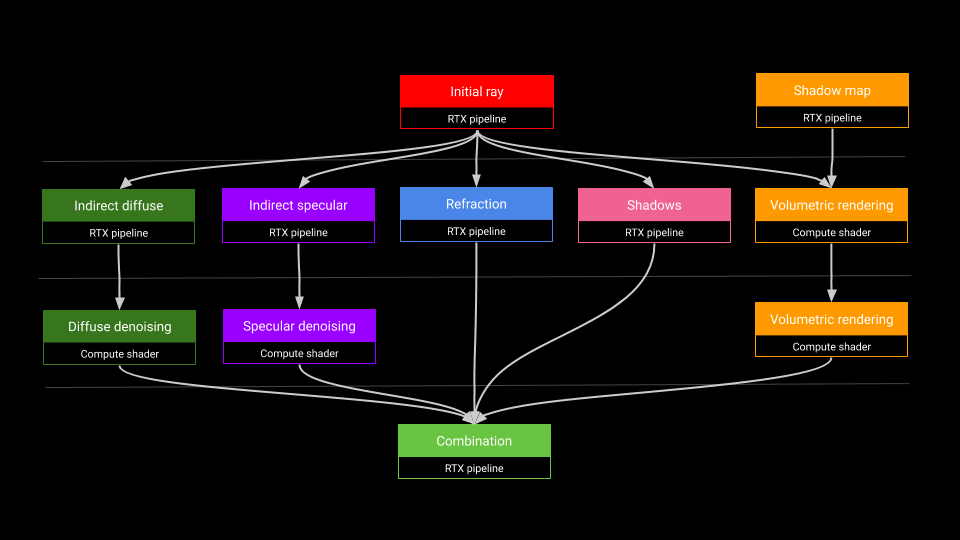 Initial ray
RTX pipeline
Shadow map
RTX pipeline
Indirect diffuse
RTX pipeline
Indirect specular
RTX pipeline
Refraction
RTX pipeline
Shadows
RTX pipeline
Volumetric rendering
Compute shader
Diffuse denoising
Compute shader
Specular denoising
Compute shader
Volumetric rendering
Compute shader
Combination
RTX pipeline